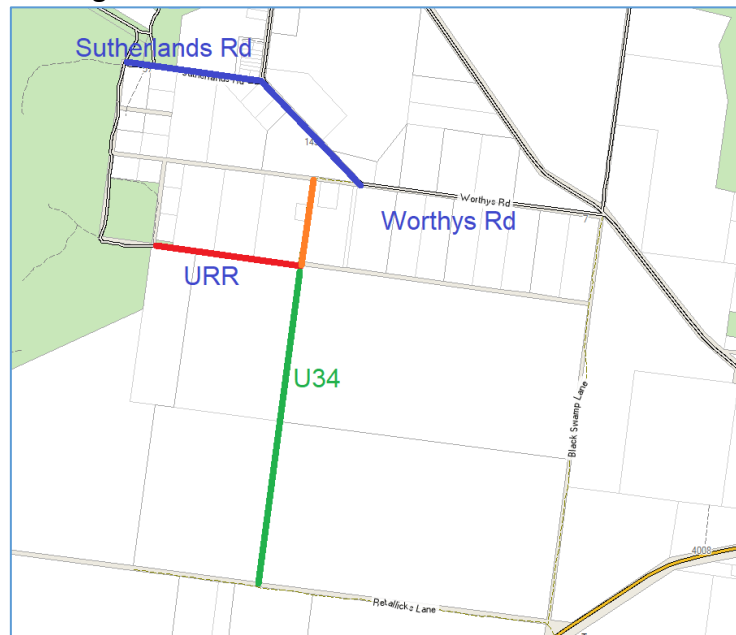 Sutherlands Rd
Sutherlands Rd
Worthys Rd
Worthys Rd
URR
U34
Black Swamp Lane
4008
Retallicks Lane